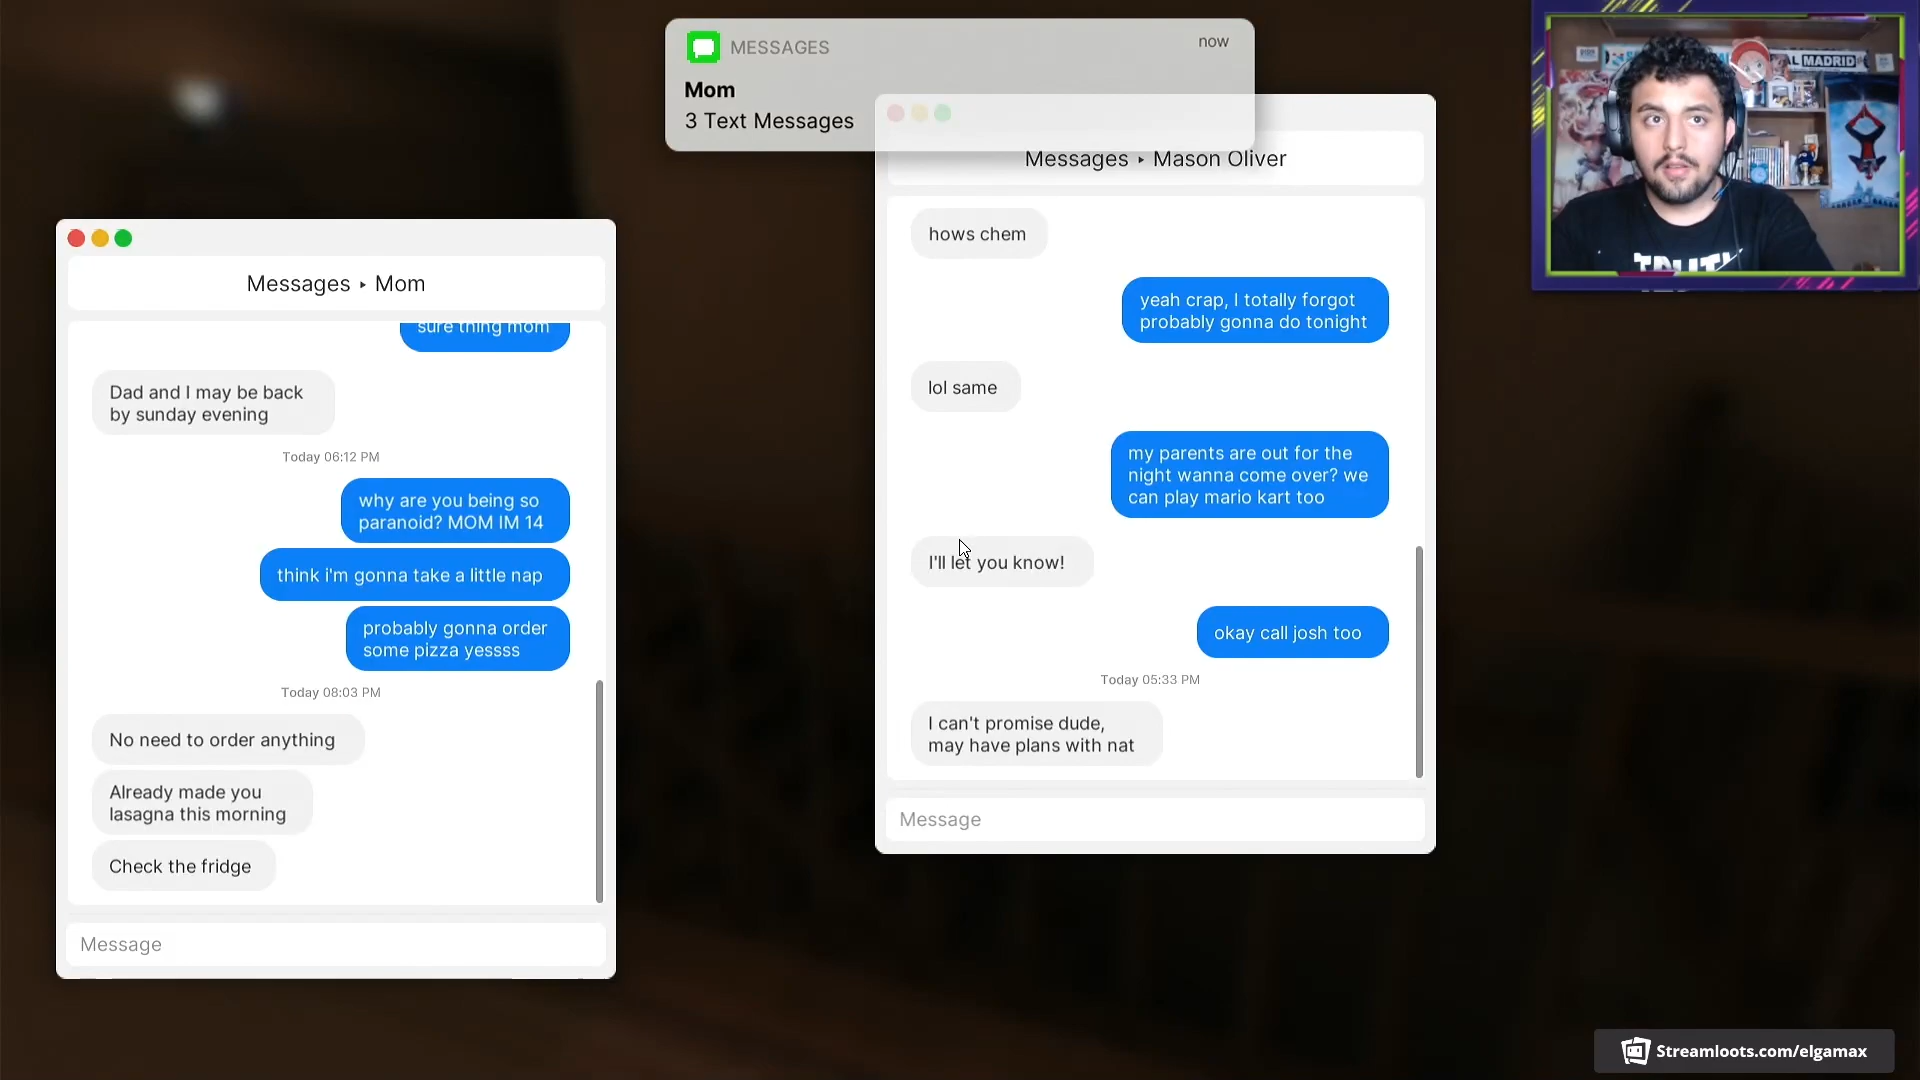 MESSAGES
now
Mom
3 Text Messages
Messages ▸ Mom
sure thing mom
Dad and I may be back
by sunday evening
Today 06:12 PM
why are you being so
paranoid? MOM IM 14
think i'm gonna take a little nap
probably gonna order
some pizza yessss
Today 08:03 PM
No need to order anything
Already made you
lasagna this morning
Check the fridge
Message
Messages ▸ Mason Oliver
hows chem
yeah crap, I totally forgot
probably gonna do tonight
lol same
my parents are out for the
night wanna come over? we
can play mario kart too
I'll let you know!
okay call josh too
Today 05:33 PM
I can't promise dude,
may have plans with nat
Message
AL MADRID
Streamloots.com/elgamax